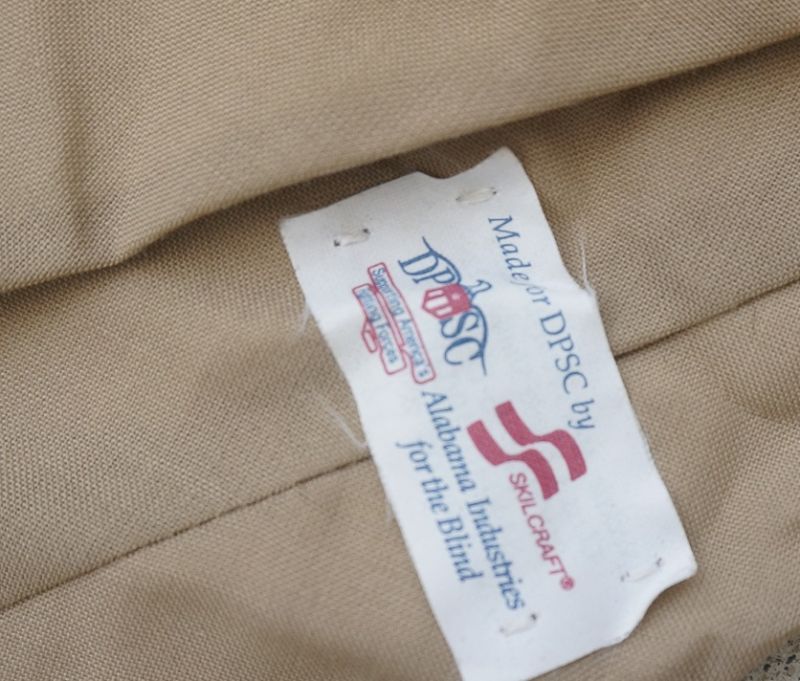 Made for DPSC by
DPSC
Supporting America's
Fighting Forces
SKILCRAFT®
Alabama Industries
for the Blind